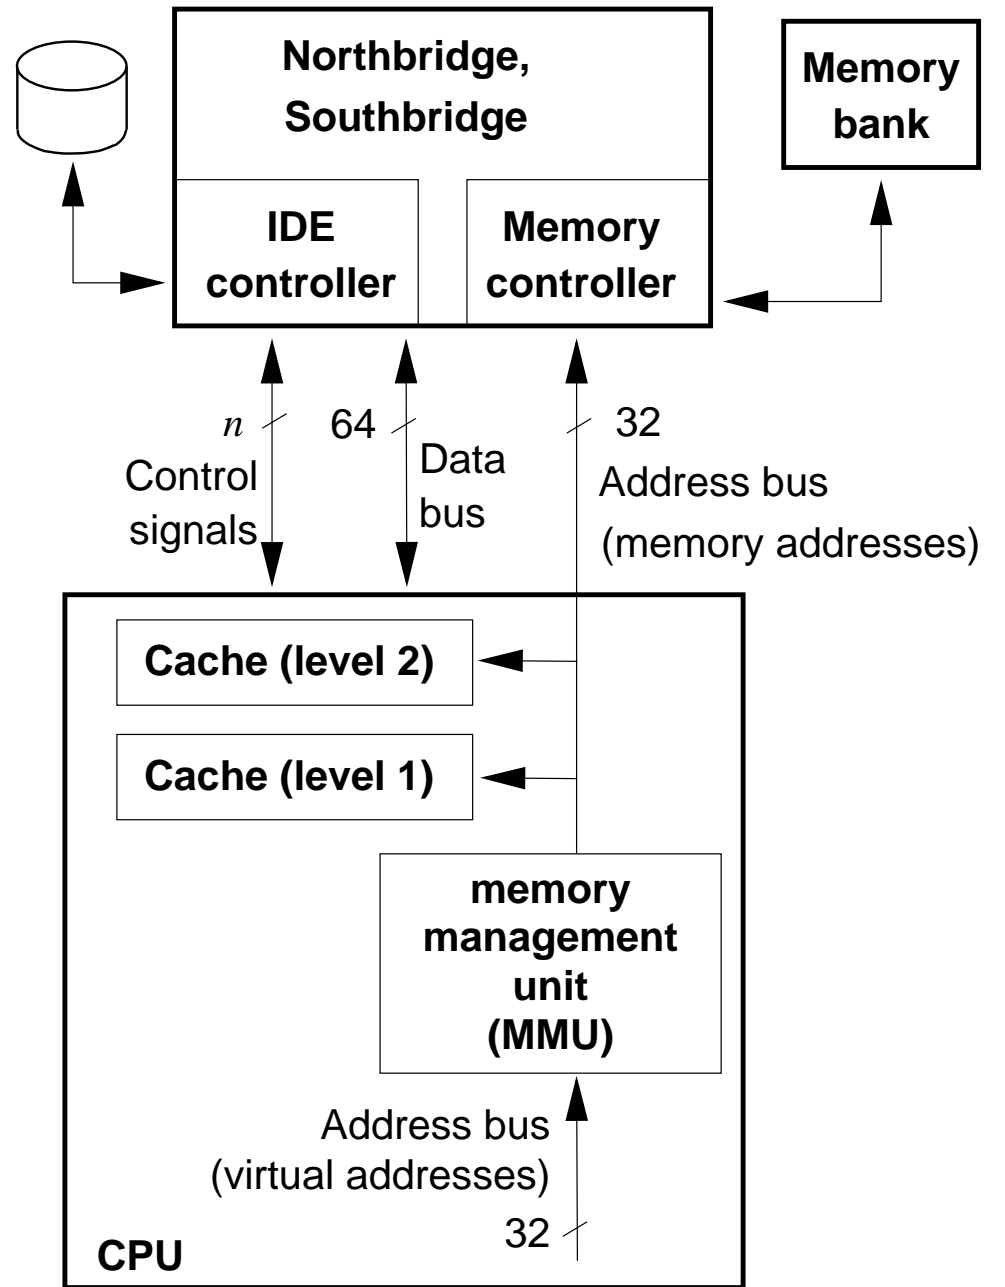 Northbridge,
Southbridge
Memory
bank
IDE
controller
Memory
controller
n
64
32
Control
signals
Data
bus
Address bus
(memory addresses)
Cache (level 2)
Cache (level 1)
memory
management
unit
(MMU)
Address bus
(virtual addresses)
32
CPU